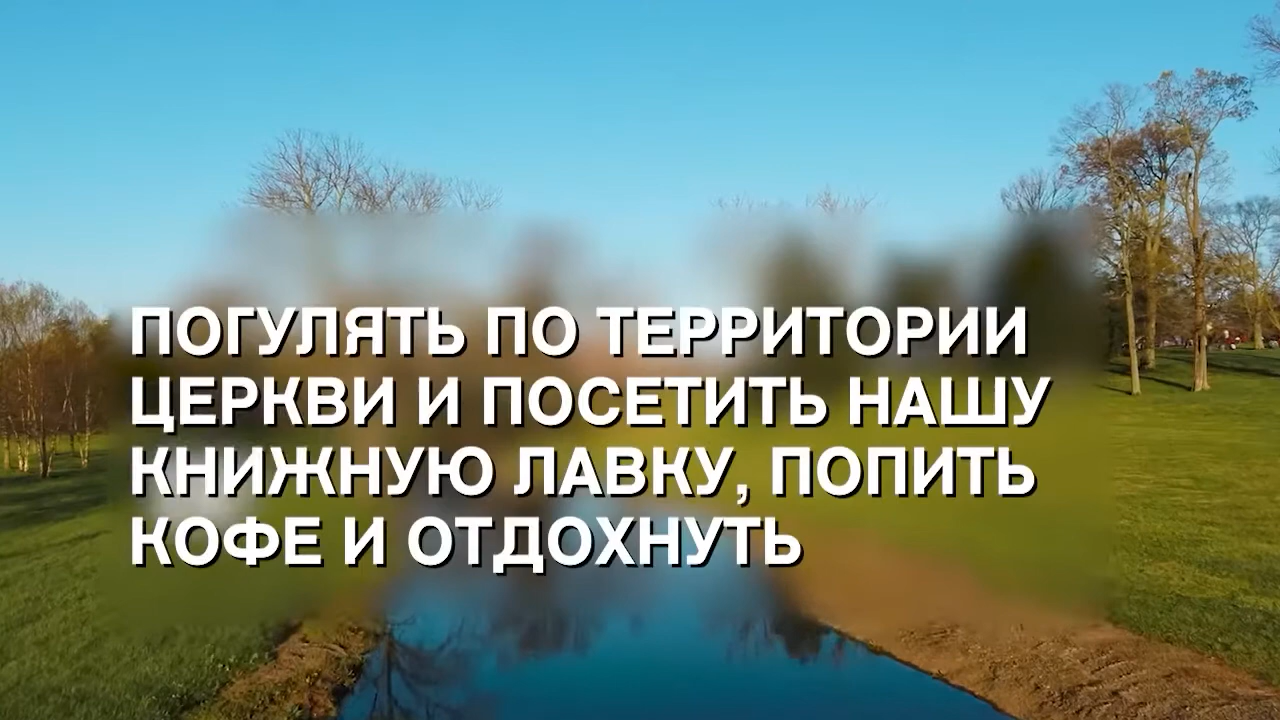 ПОГУЛЯТЬ ПО ТЕРРИТОРИИ
ЦЕРКВИ И ПОСЕТИТЬ НАШУ
КНИЖНУЮ ЛАВКУ, ПОПИТЬ
КОФЕ И ОТДОХНУТЬ